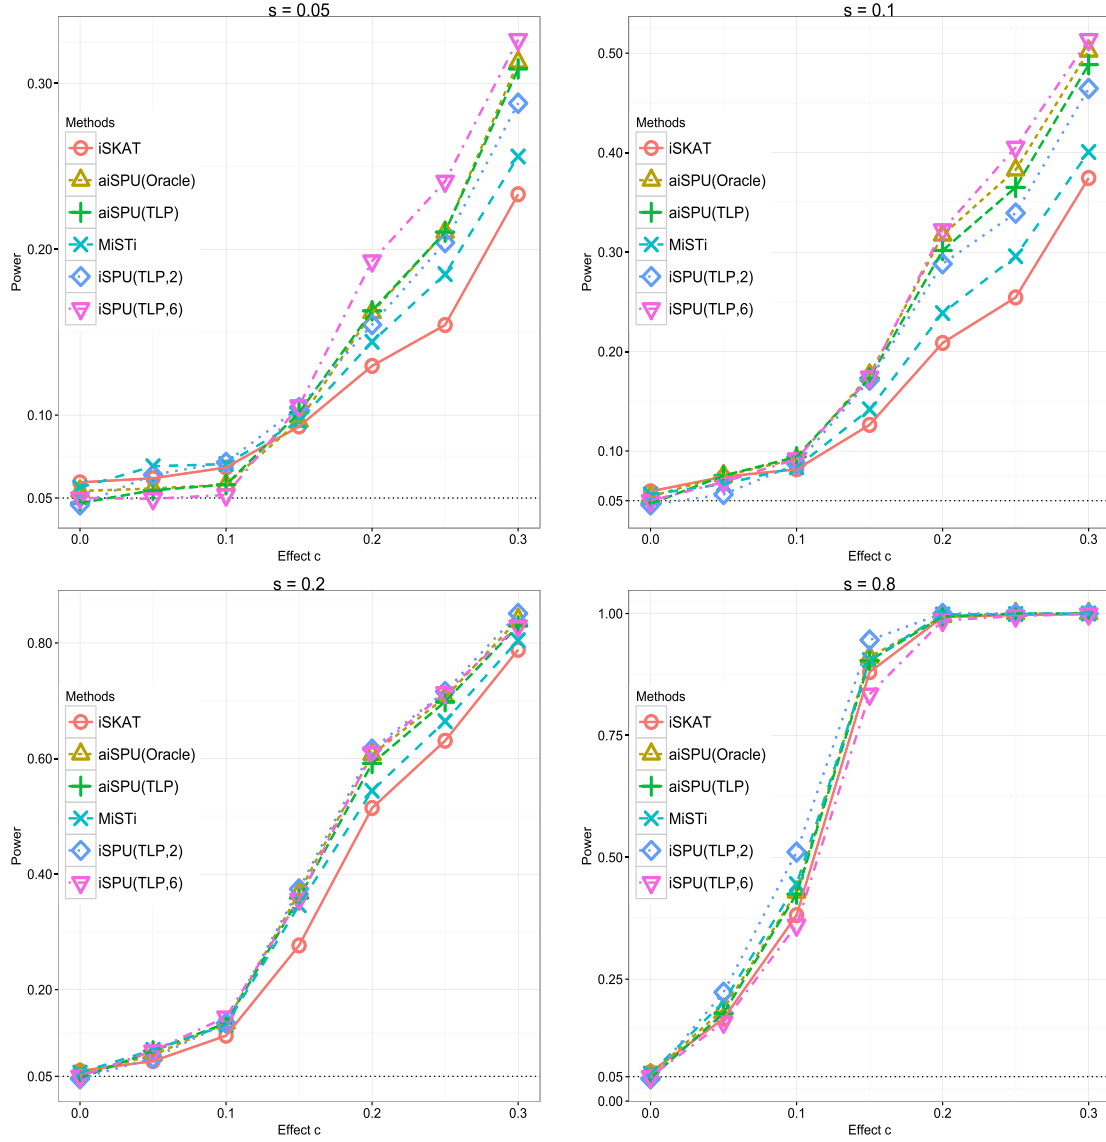 s = 0.05
0.30
0.20
0.10
0.05
Power
Methods
iSKAT
aiSPU(Oracle)
aiSPU(TLP)
MiSTi
iSPU(TLP,2)
iSPU(TLP,6)
0.0
0.1
0.2
0.3
Effect c
s = 0.1
0.50
0.40
0.30
0.20
0.10
0.05
Power
Methods
iSKAT
aiSPU(Oracle)
aiSPU(TLP)
MiSTi
iSPU(TLP,2)
iSPU(TLP,6)
0.0
0.1
0.2
0.3
Effect c
s = 0.2
0.80
0.60
0.40
0.20
0.05
Power
Methods
iSKAT
aiSPU(Oracle)
aiSPU(TLP)
MiSTi
iSPU(TLP,2)
iSPU(TLP,6)
0.0
0.1
0.2
0.3
Effect c
s = 0.8
1.00
0.75
0.50
0.25
0.05
0.00
Power
Methods
iSKAT
aiSPU(Oracle)
aiSPU(TLP)
MiSTi
iSPU(TLP,2)
iSPU(TLP,6)
0.0
0.1
0.2
0.3
Effect c